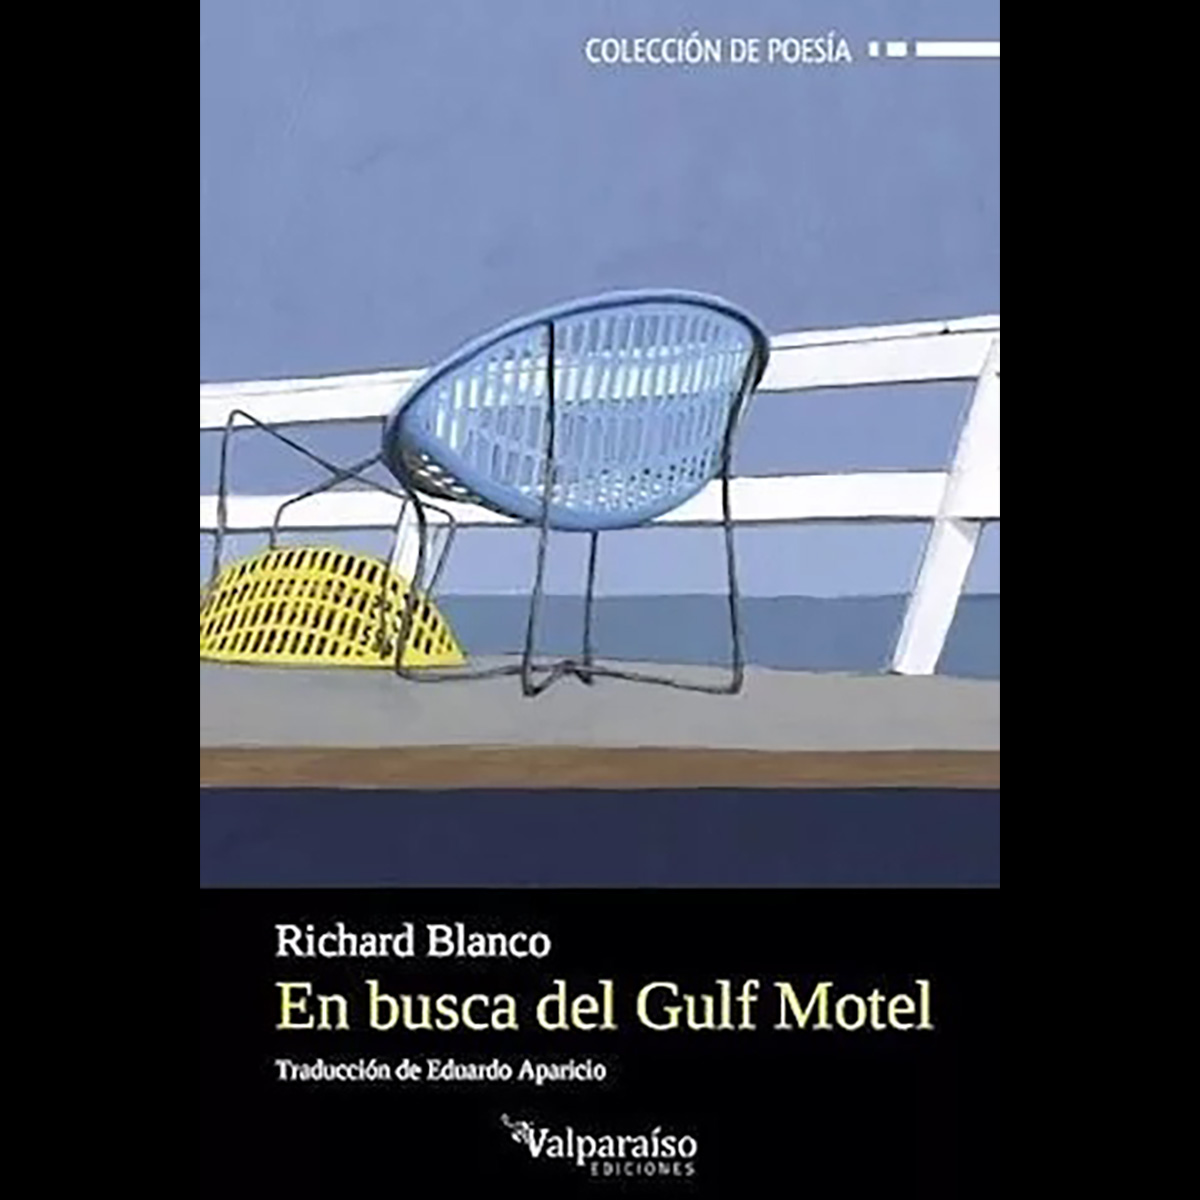 COLECCIÓN DE POESÍA
Richard Blanco
En busca del Gulf Motel
Traducción de Eduardo Aparicio
Valparaíso
EDICIONES